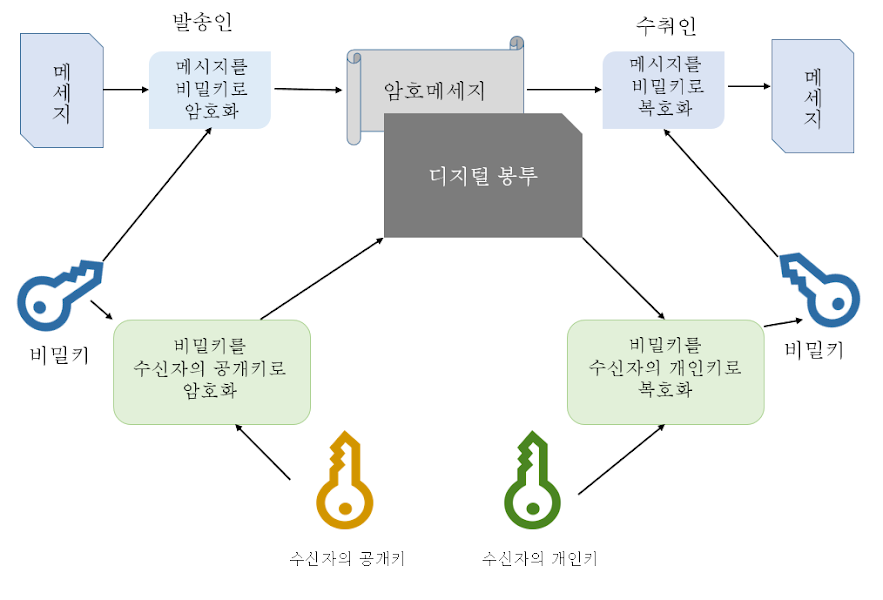 발송인
수취인
메세지
메시지를
비밀키로
암호화
암호메세지
메시지를
비밀키로
복호화
메세지
디지털 봉투
비밀키
비밀키를
수신자의 공개키로
암호화
비밀키를
수신자의 개인키로
복호화
비밀키
수신자의 공개키
수신자의 개인키